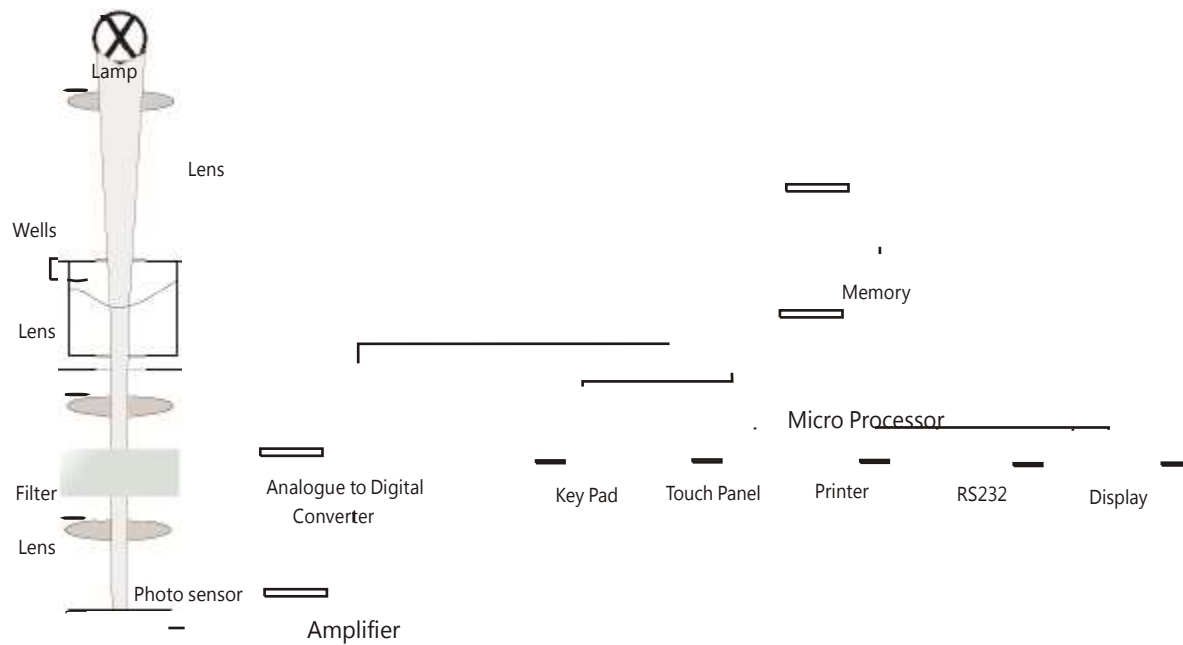 Lamp
Lens
Wells
Memory
Lens
Micro Processor
Filter
Analogue to Digital
Converter
Key Pad
Touch Panel
Printer
RS232
Display
Lens
Photo sensor
Amplifier